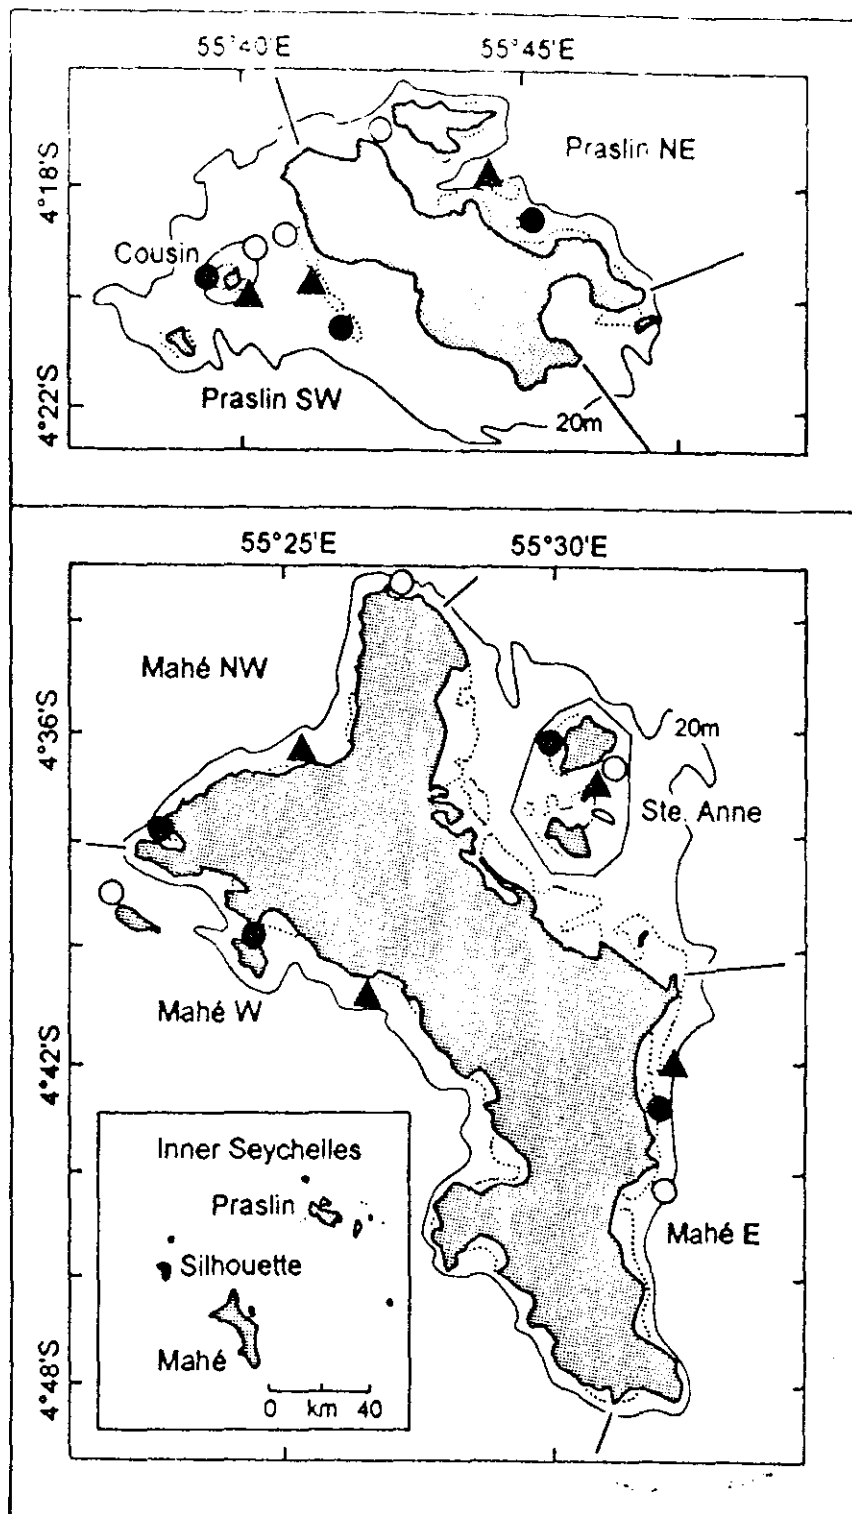 55°40'E
55°45'E
4°18'S
Praslin NE
Cousin
Praslin SW
4°22'S
20m
55°25'E
55°30'E
Mahé NW
4°36'S
20m
Ste. Anne
Mahé W
4°42'S
Mahé E
Inner Seychelles
Praslin
Silhouette
Mahé
0 km 40
4°48'S